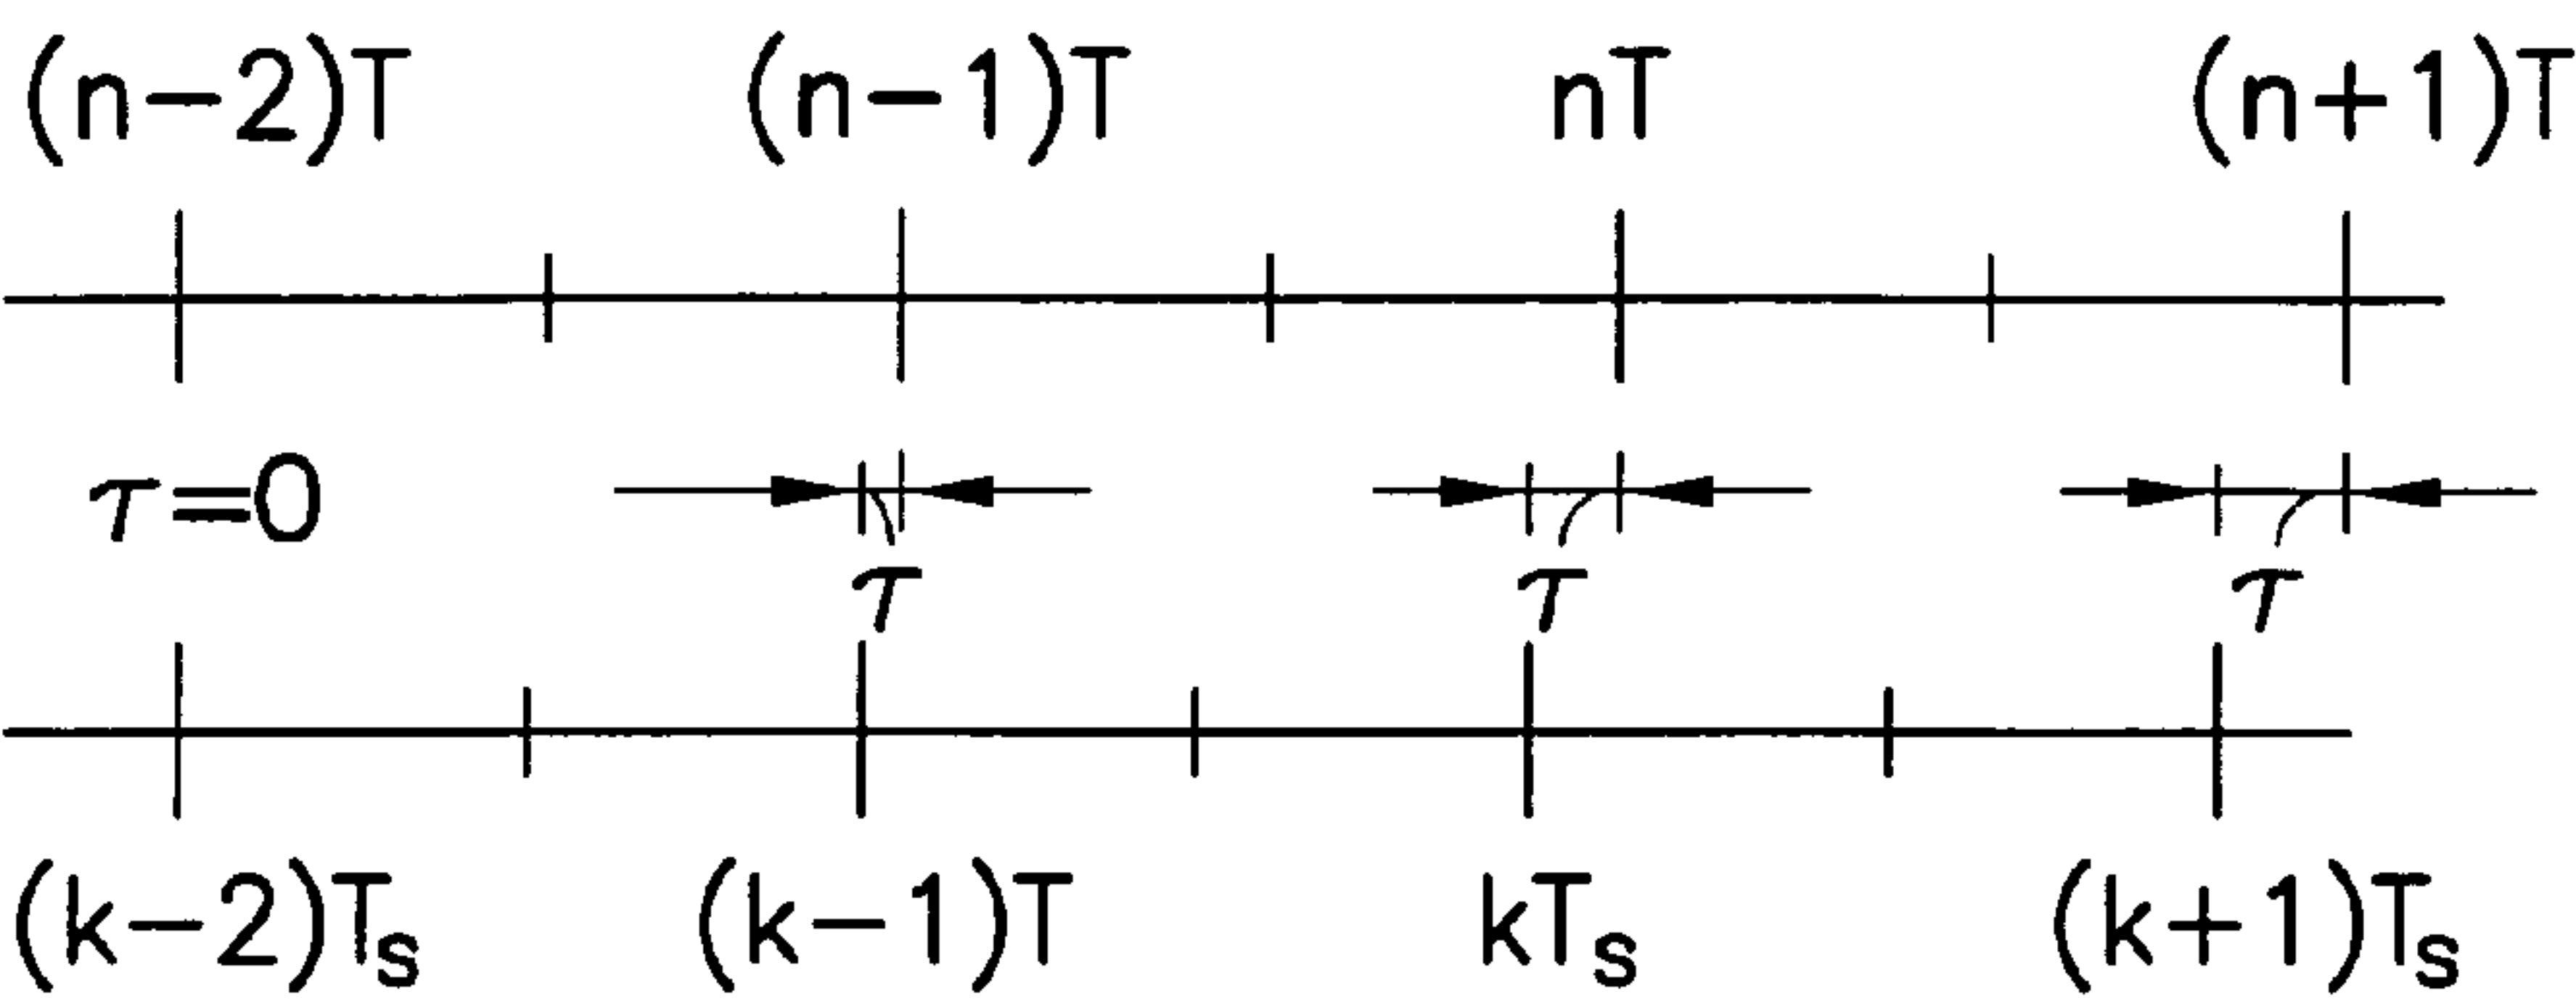 (n-2)T (n-1)T nT (n+1)T
τ=0
τ τ τ
(k-2)Ts (k-1)T kTs (k+1)Ts